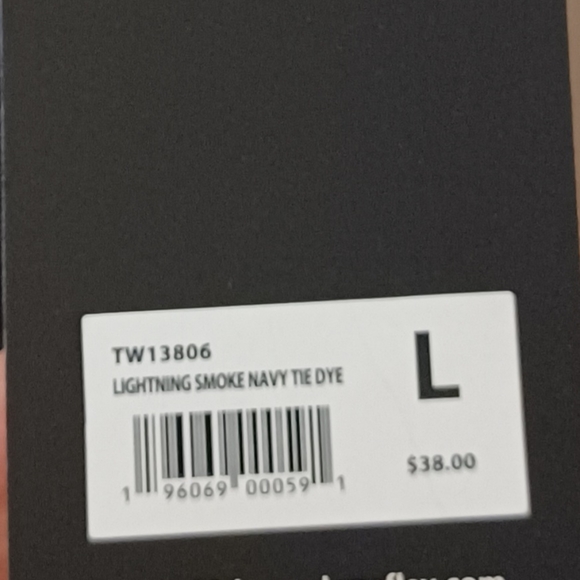 TW13806
LIGHTNING SMOKE NAVY TIE DYE
L
1 96069 00059 1
$38.00